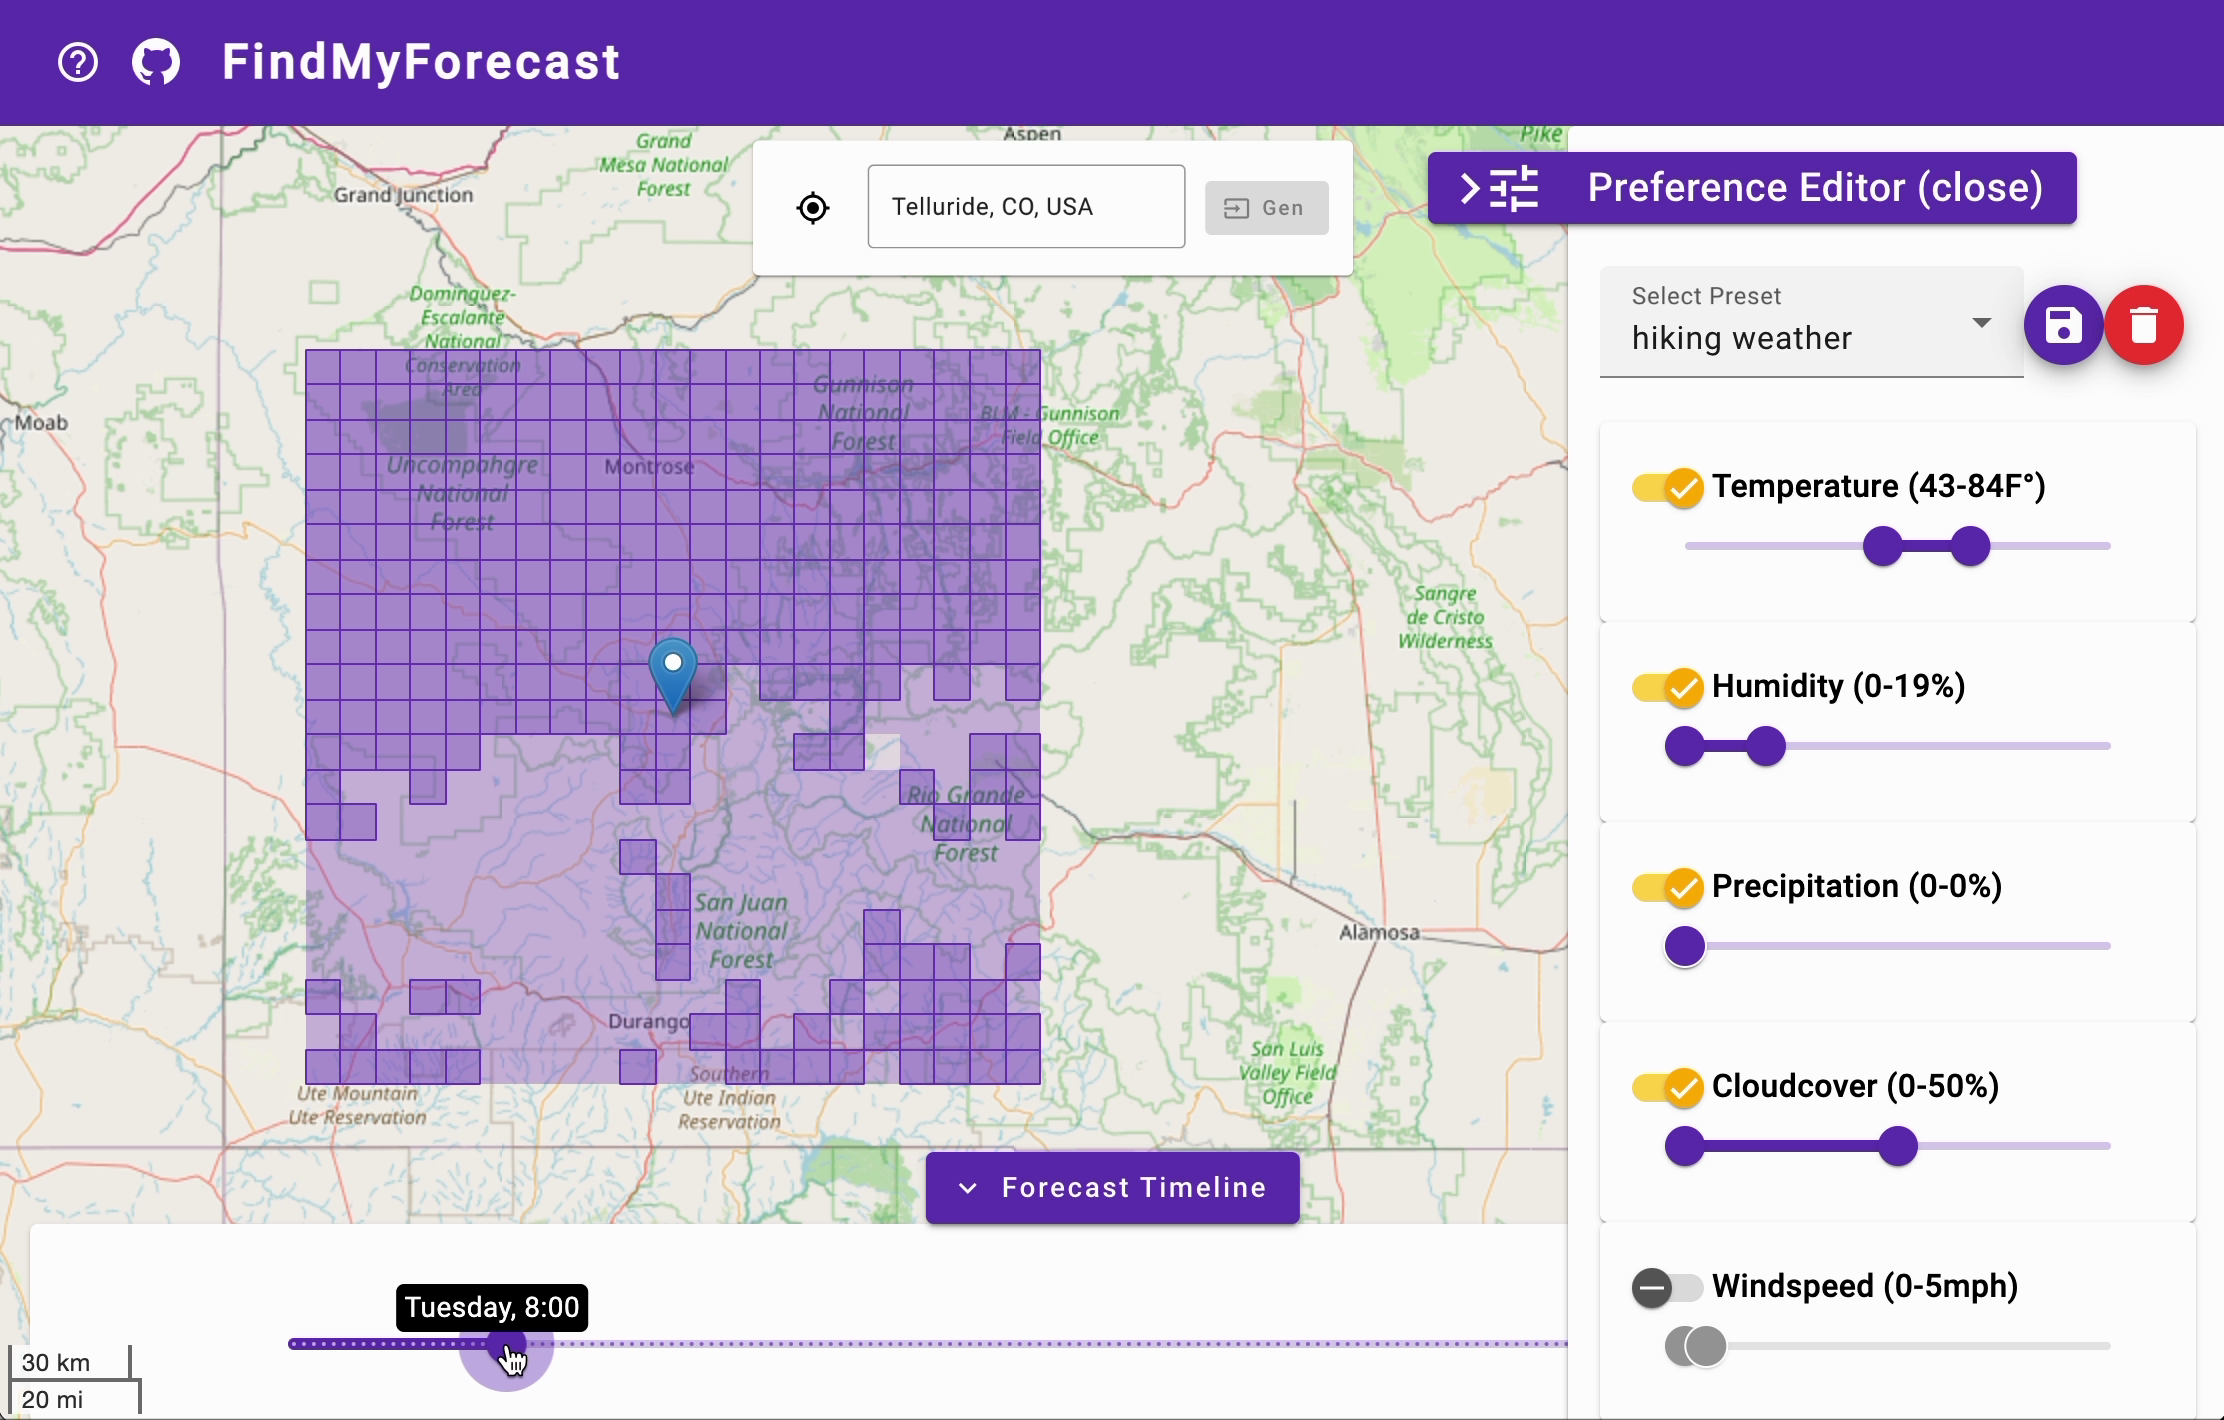 FindMyForecast
Aspen
Pike
Grand
Mesa National
Forest
Grand Junction
Telluride, CO, USA
Gen
Preference Editor (close)
Select Preset
hiking weather
Dominguez-
Escalante
National
Conservation
Area
Gunnison
National
Forest
BLM - Gunnison
Field Office
Moab
Uncompahgre
National
Forest
Montrose
Temperature (43-84F°)
Sangre
de Cristo
Wilderness
Humidity (0-19%)
Rio Grande
National
Forest
Precipitation (0-0%)
San Juan
National
Forest
Alamosa
Durango
San Luis
Valley Field
Office
Cloudcover (0-50%)
Southern
Ute Indian
Reservation
Ute Mountain
Ute Reservation
Forecast Timeline
Windspeed (0-5mph)
Tuesday, 8:00
30 km
20 mi